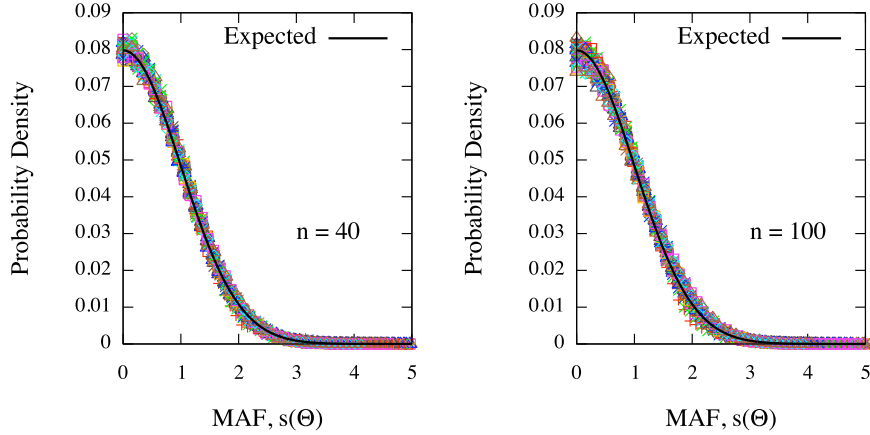 0.09
0.08
0.07
0.06
0.05
0.04
0.03
0.02
0.01
0
Probability Density
Expected
n = 40
0 1 2 3 4 5
MAF, s(Θ)
0.09
0.08
0.07
0.06
0.05
0.04
0.03
0.02
0.01
0
Probability Density
Expected
n = 100
0 1 2 3 4 5
MAF, s(Θ)